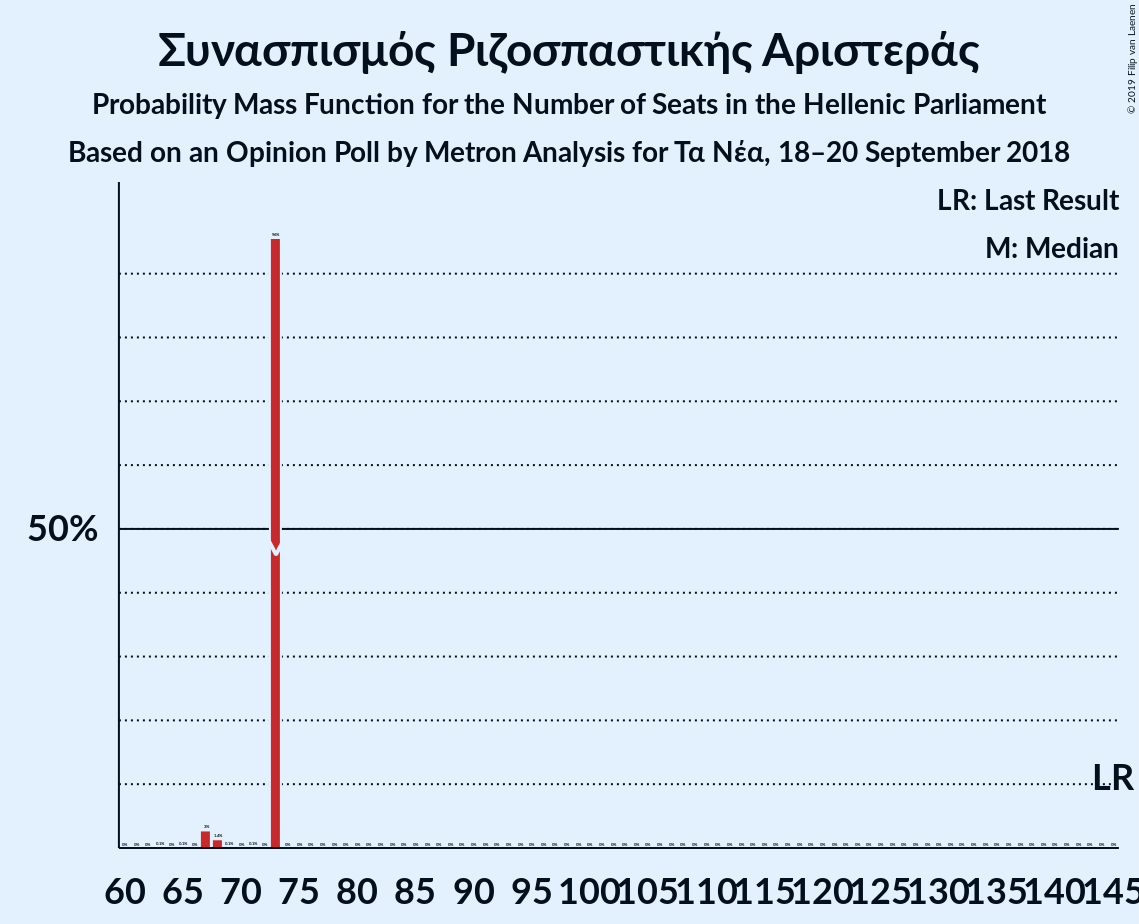 Συνασπισμός Ριζοσπαστικής Αριστεράς
Probability Mass Function for the Number of Seats in the Hellenic Parliament
Based on an Opinion Poll by Metron Analysis for Τα Νέα, 18–20 September 2018
© 2019 Filip van Laenen
LR: Last Result
M: Median
50%
LR
60 65 70 75 80 85 90 95 100 105 110 115 120 125 130 135 140 145